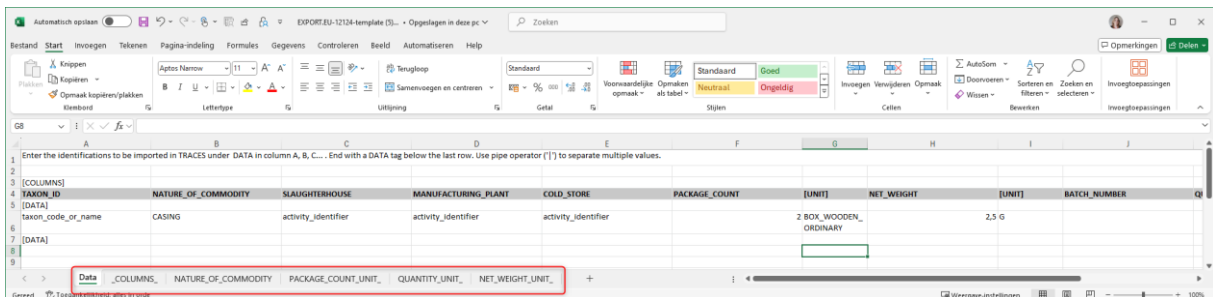 Automatisch opslaan
EXPORT.EU-12124-template (5)... • Opgeslagen in deze pc
Zoeken
Bestand Start Invoegen Tekenen Pagina-indeling Formules Gegevens Controleren Beeld Automatiseren Help
Opmerkingen Delen
Plakken
Knippen
Kopiëren
Opmaak kopiëren/plakken
Klembord
Aptos Narrow 11
B I U
Lettertype
Terugloop
Samenvoegen en centreren
Uitlijning
Standaard
Getal
Voorwaardelijke opmaak
Opmaken als tabel
Standaard Goed
Neutraal Ongeldig
Stijlen
Invoegen Verwijderen Opmaak
Cellen
AutoSom
Doorvoeren
Wissen
Sorteren en filteren
Zoeken en selecteren
Bewerken
Invoegtoepassingen
Invoegtoepassingen
G8 fx
A B C D E F G H I J
1 Enter the identifications to be imported in TRACES under DATA in column A, B, C... . End with a DATA tag below the last row. Use pipe operator ('|') to separate multiple values.
2
3 [COLUMNS]
4 TAXON_ID NATURE_OF_COMMODITY SLAUGHTERHOUSE MANUFACTURING_PLANT COLD_STORE PACKAGE_COUNT [UNIT] NET_WEIGHT [UNIT] BATCH_NUMBER
5 [DATA]
6 taxon_code_or_name CASING activity_identifier activity_identifier activity_identifier 2 BOX_WOODEN_ORDINARY 2,5 G
7 [DATA]
8
9
Data _COLUMNS_ NATURE_OF_COMMODITY PACKAGE_COUNT_UNIT_ QUANTITY_UNIT_ NET_WEIGHT_UNIT_ +
Gereed Toegankelijkheid: alles in orde
Weergave-instellingen 100%